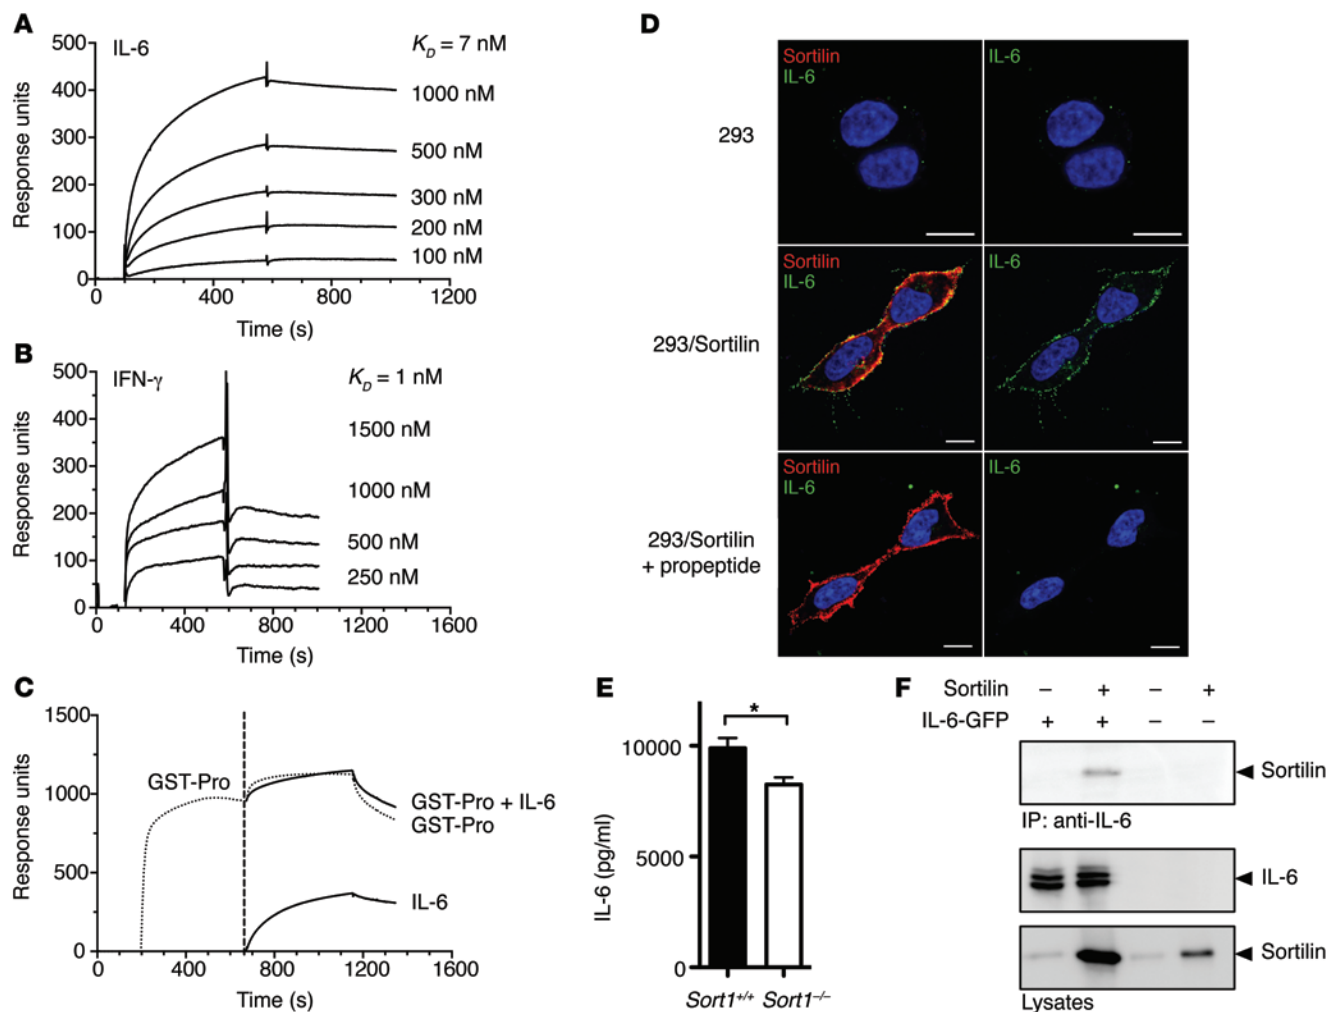 A
IL-6
K_D = 7 nM
Response units
500
400
300
200
100
0
1000 nM
500 nM
300 nM
200 nM
100 nM
0 400 800 1200
Time (s)
B
IFN-γ
K_D = 1 nM
Response units
500
400
300
200
100
0
1500 nM
1000 nM
500 nM
250 nM
0 400 800 1200 1600
Time (s)
C
Response units
1500
1000
500
0
GST-Pro
GST-Pro + IL-6
GST-Pro
IL-6
0 400 800 1200 1600
Time (s)
D
Sortilin
IL-6
IL-6
293
Sortilin
IL-6
IL-6
293/Sortilin
Sortilin
IL-6
IL-6
293/Sortilin
+ propeptide
E
*
IL-6 (pg/ml)
10000
5000
0
Sort1+/+ Sort1–/–
F
Sortilin – + – +
IL-6-GFP + + – –
Sortilin
IP: anti-IL-6
IL-6
Sortilin
Lysates